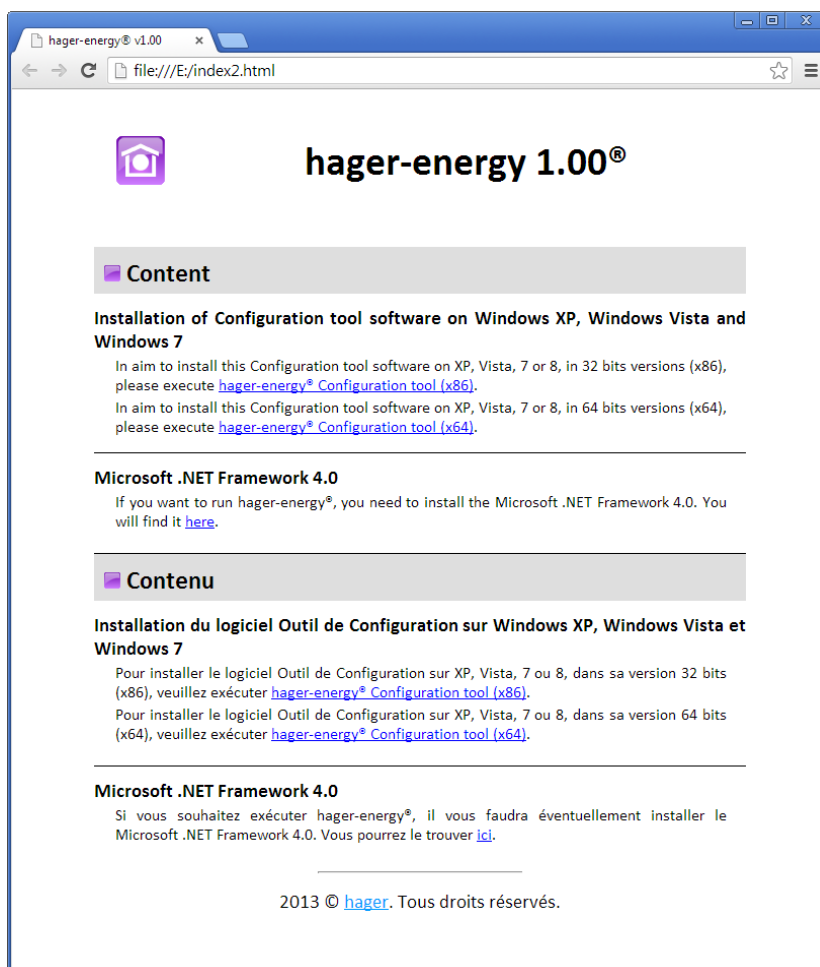 hager-energy® v1.00
file:///E:/index2.html
hager-energy 1.00®
Content
Installation of Configuration tool software on Windows XP, Windows Vista and
Windows 7
In aim to install this Configuration tool software on XP, Vista, 7 or 8, in 32 bits versions (x86),
please execute hager-energy® Configuration tool (x86).
In aim to install this Configuration tool software on XP, Vista, 7 or 8, in 64 bits versions (x64),
please execute hager-energy® Configuration tool (x64).
Microsoft .NET Framework 4.0
If you want to run hager-energy®, you need to install the Microsoft .NET Framework 4.0. You
will find it here.
Contenu
Installation du logiciel Outil de Configuration sur Windows XP, Windows Vista et
Windows 7
Pour installer le logiciel Outil de Configuration sur XP, Vista, 7 ou 8, dans sa version 32 bits
(x86), veuillez exécuter hager-energy® Configuration tool (x86).
Pour installer le logiciel Outil de Configuration sur XP, Vista, 7 ou 8, dans sa version 64 bits
(x64), veuillez exécuter hager-energy® Configuration tool (x64).
Microsoft .NET Framework 4.0
Si vous souhaitez exécuter hager-energy®, il vous faudra éventuellement installer le
Microsoft .NET Framework 4.0. Vous pourrez le trouver ici.
2013 © hager. Tous droits réservés.